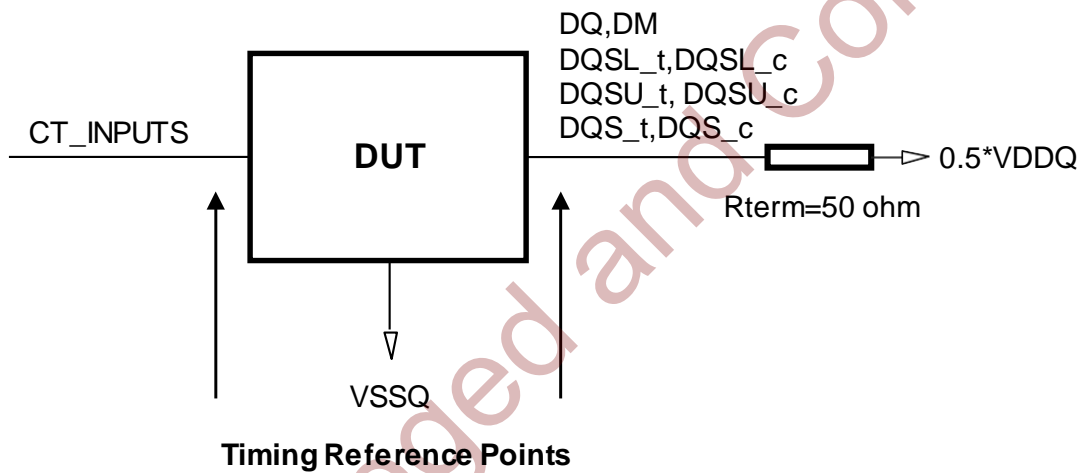 DQ,DM
DQSL_t,DQSL_c
DQSU_t, DQSU_c
DQS_t,DQS_c
CT_INPUTS
DUT
0.5*VDDQ
Rterm=50 ohm
VSSQ
Timing Reference Points